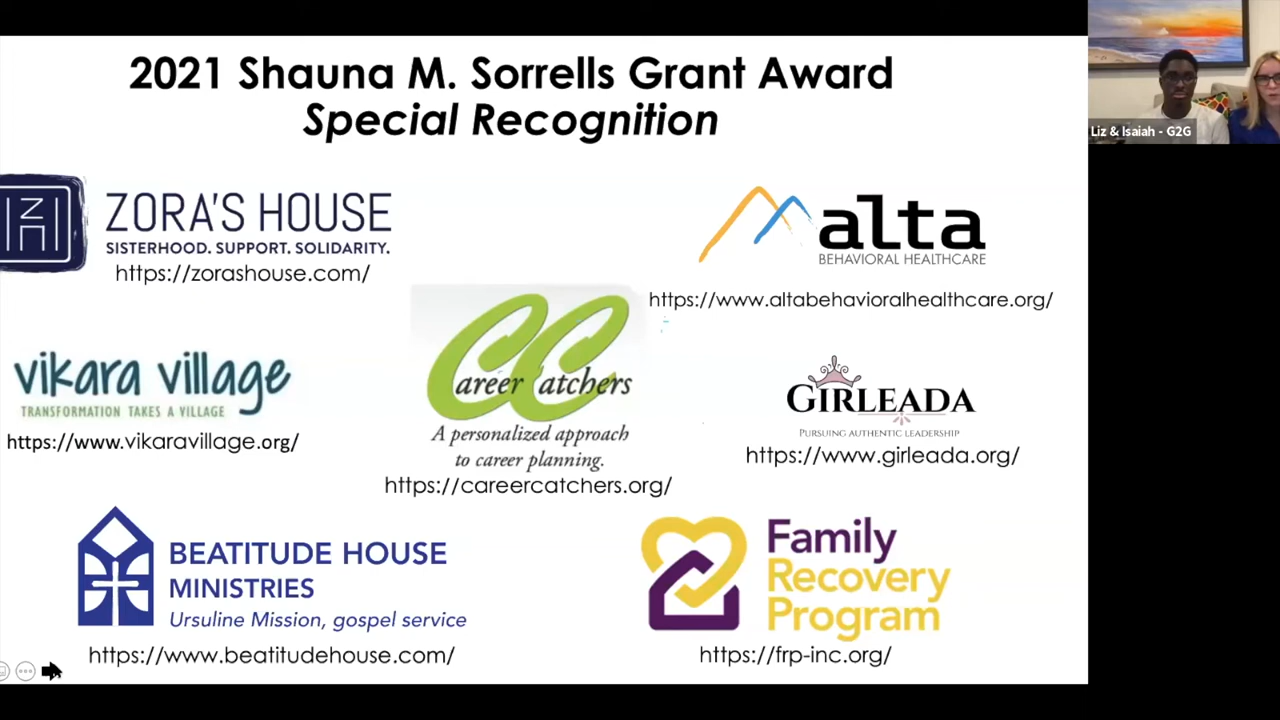 2021 Shauna M. Sorrells Grant Award
Special Recognition
Liz & Isaiah - G2G
ZH
ZORA'S HOUSE
SISTERHOOD. SUPPORT. SOLIDARITY.
https://zorashouse.com/
alta
BEHAVIORAL HEALTHCARE
https://www.altabehavioralhealthcare.org/
vikara village
TRANSFORMATION TAKES A VILLAGE
https://www.vikaravillage.org/
Career Catchers
A personalized approach
to career planning.
https://careercatchers.org/
GIRLEADA
PURSUING AUTHENTIC LEADERSHIP
https://www.girleada.org/
BEATITUDE HOUSE
MINISTRIES
Ursuline Mission, gospel service
https://www.beatitudehouse.com/
Family
Recovery
Program
https://frp-inc.org/